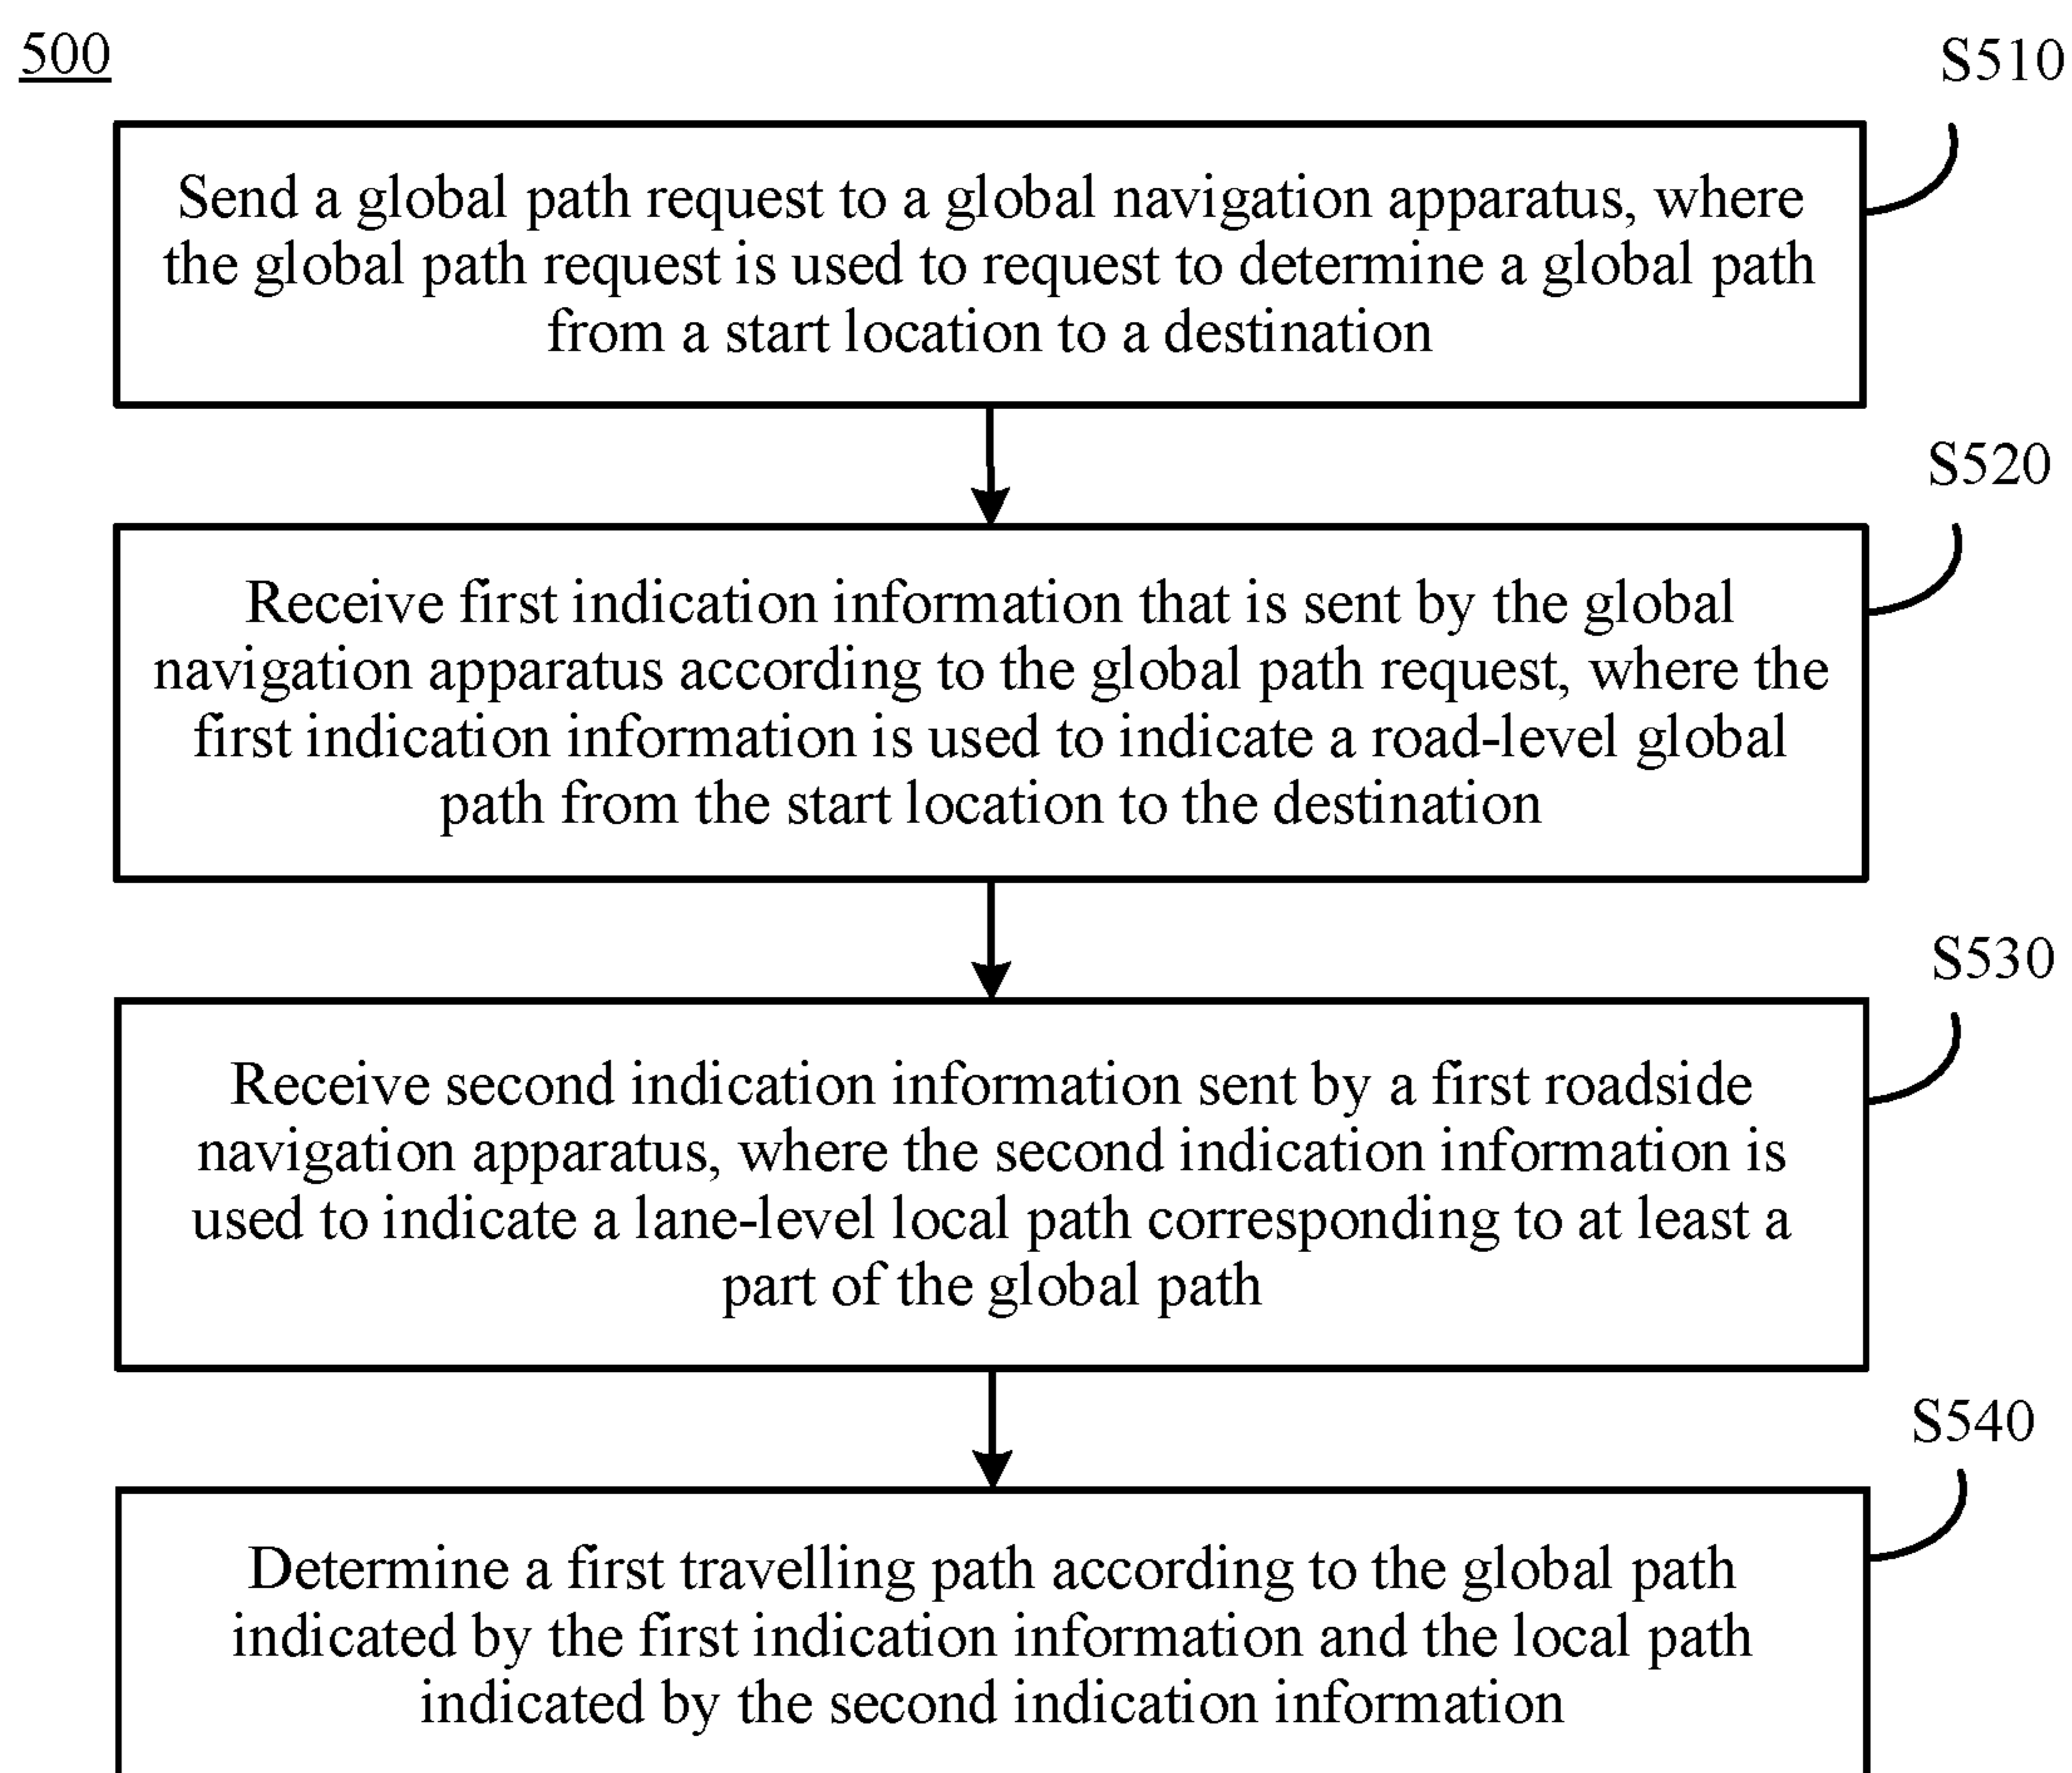 500
S510
Send a global path request to a global navigation apparatus, where
the global path request is used to request to determine a global path
from a start location to a destination
S520
Receive first indication information that is sent by the global
navigation apparatus according to the global path request, where the
first indication information is used to indicate a road-level global
path from the start location to the destination
S530
Receive second indication information sent by a first roadside
navigation apparatus, where the second indication information is
used to indicate a lane-level local path corresponding to at least a
part of the global path
S540
Determine a first travelling path according to the global path
indicated by the first indication information and the local path
indicated by the second indication information